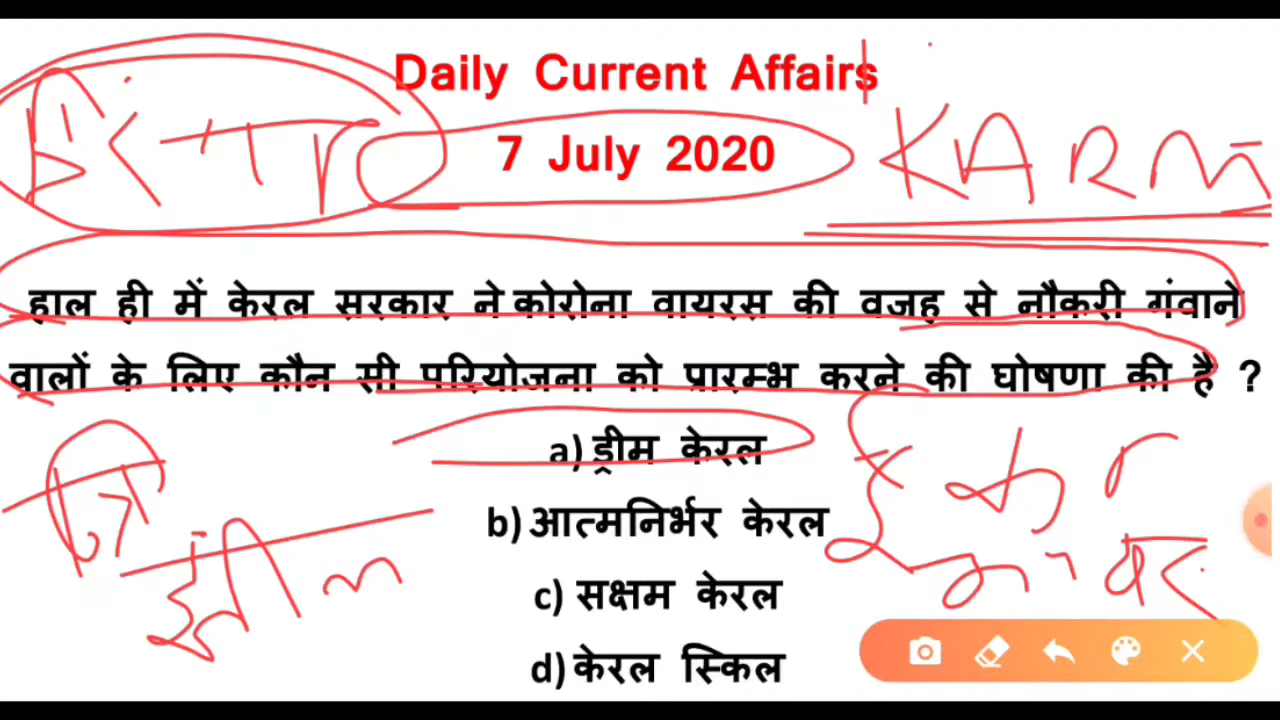 Daily Current Affairs
7 July 2020
KARM
हाल ही में केरल सरकार ने कोरोना वायरस की वजह से नौकरी गंवाने
वालों के लिए कौन सी परियोजना को प्रारम्भ करने की घोषणा की है ?
a) ड्रीम केरल
b) आत्मनिर्भर केरल
c) सक्षम केरल
d) केरल स्किल